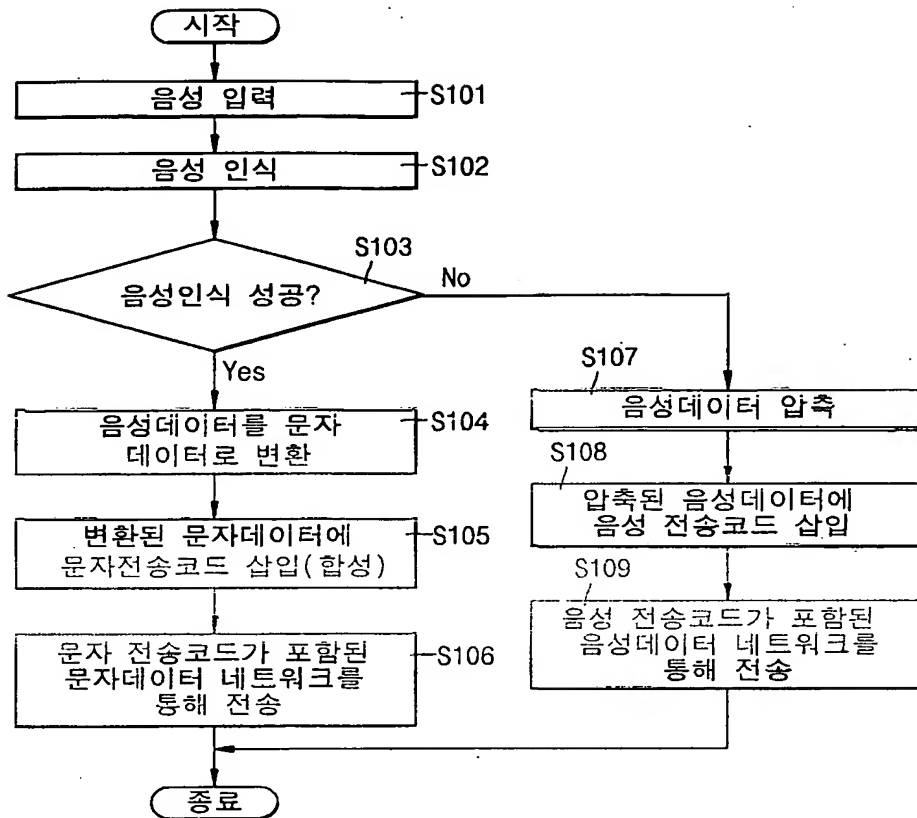 시작
음성 입력
S101
음성 인식
S102
S103
음성인식 성공?
No
Yes
음성데이터를 문자
데이터로 변환
S104
변환된 문자데이터에
문자전송코드 삽입(합성)
S105
문자 전송코드가 포함된
문자데이터 네트워크를
통해 전송
S106
S107
음성데이터 압축
S108
압축된 음성데이터에
음성 전송코드 삽입
S109
음성 전송코드가 포함된
음성데이터 네트워크를
통해 전송
종료